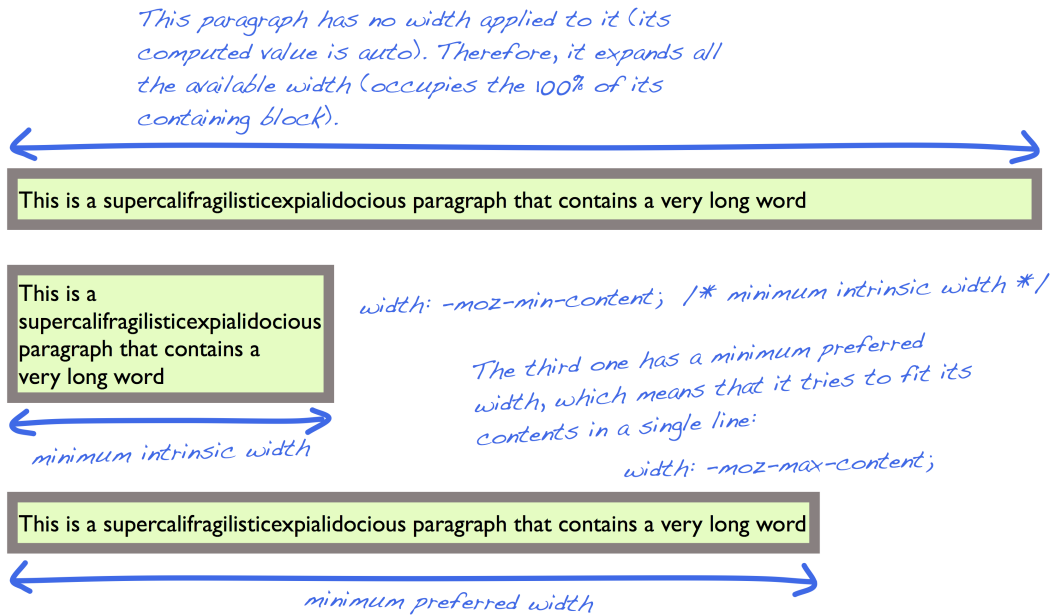 This paragraph has no width applied to it (its
computed value is auto). Therefore, it expands all
the available width (occupies the 100% of its
containing block).
This is a supercalifragilisticexpialidocious paragraph that contains a very long word
This is a
supercalifragilisticexpialidocious
paragraph that contains a
very long word
width: -moz-min-content; /* minimum intrinsic width */
The third one has a minimum preferred
width, which means that it tries to fit its
contents in a single line:
minimum intrinsic width
width: -moz-max-content;
This is a supercalifragilisticexpialidocious paragraph that contains a very long word
minimum preferred width